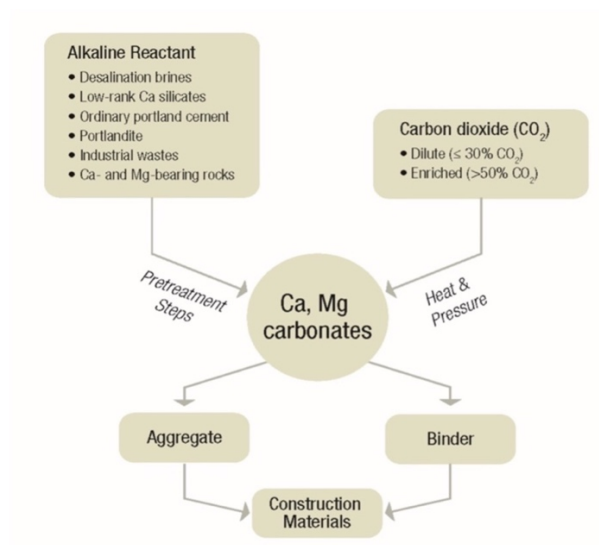 Alkaline Reactant
• Desalination brines
• Low-rank Ca silicates
• Ordinary portland cement
• Portlandite
• Industrial wastes
• Ca- and Mg-bearing rocks
Carbon dioxide (CO₂)
• Dilute (≤ 30% CO₂)
• Enriched (>50% CO₂)
Pretreatment
Steps
Heat &
Pressure
Ca, Mg
carbonates
Aggregate
Binder
Construction
Materials